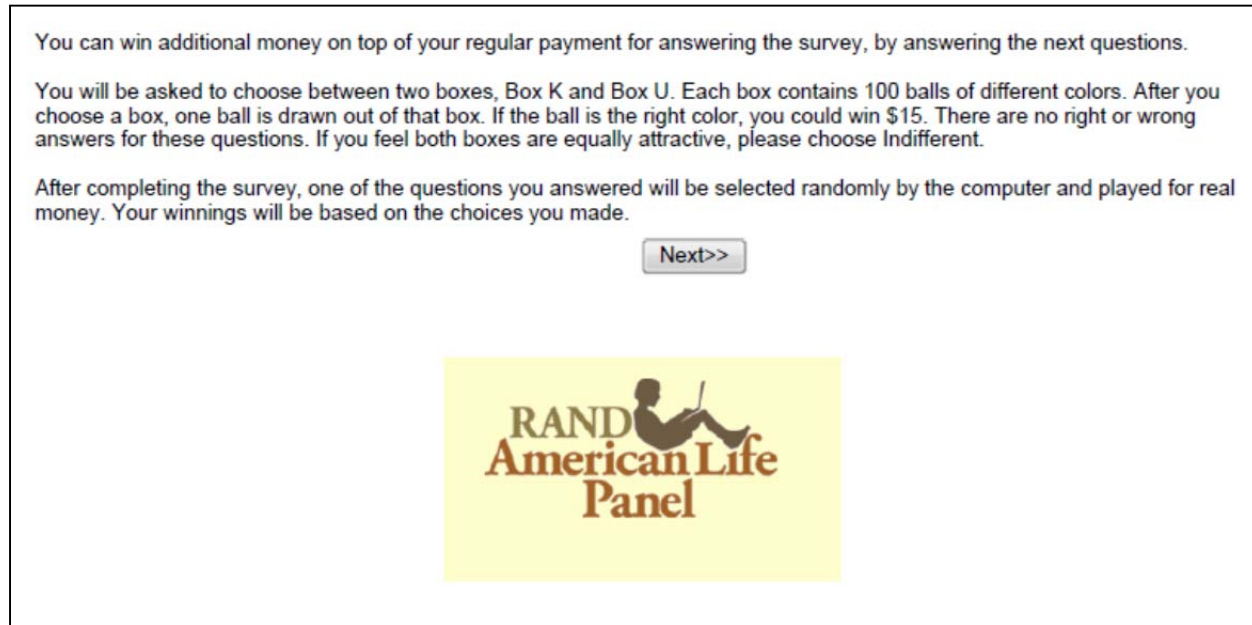 You can win additional money on top of your regular payment for answering the survey, by answering the next questions.
You will be asked to choose between two boxes, Box K and Box U. Each box contains 100 balls of different colors. After you
choose a box, one ball is drawn out of that box. If the ball is the right color, you could win $15. There are no right or wrong
answers for these questions. If you feel both boxes are equally attractive, please choose Indifferent.
After completing the survey, one of the questions you answered will be selected randomly by the computer and played for real
money. Your winnings will be based on the choices you made.
Next>>
RAND
American Life
Panel